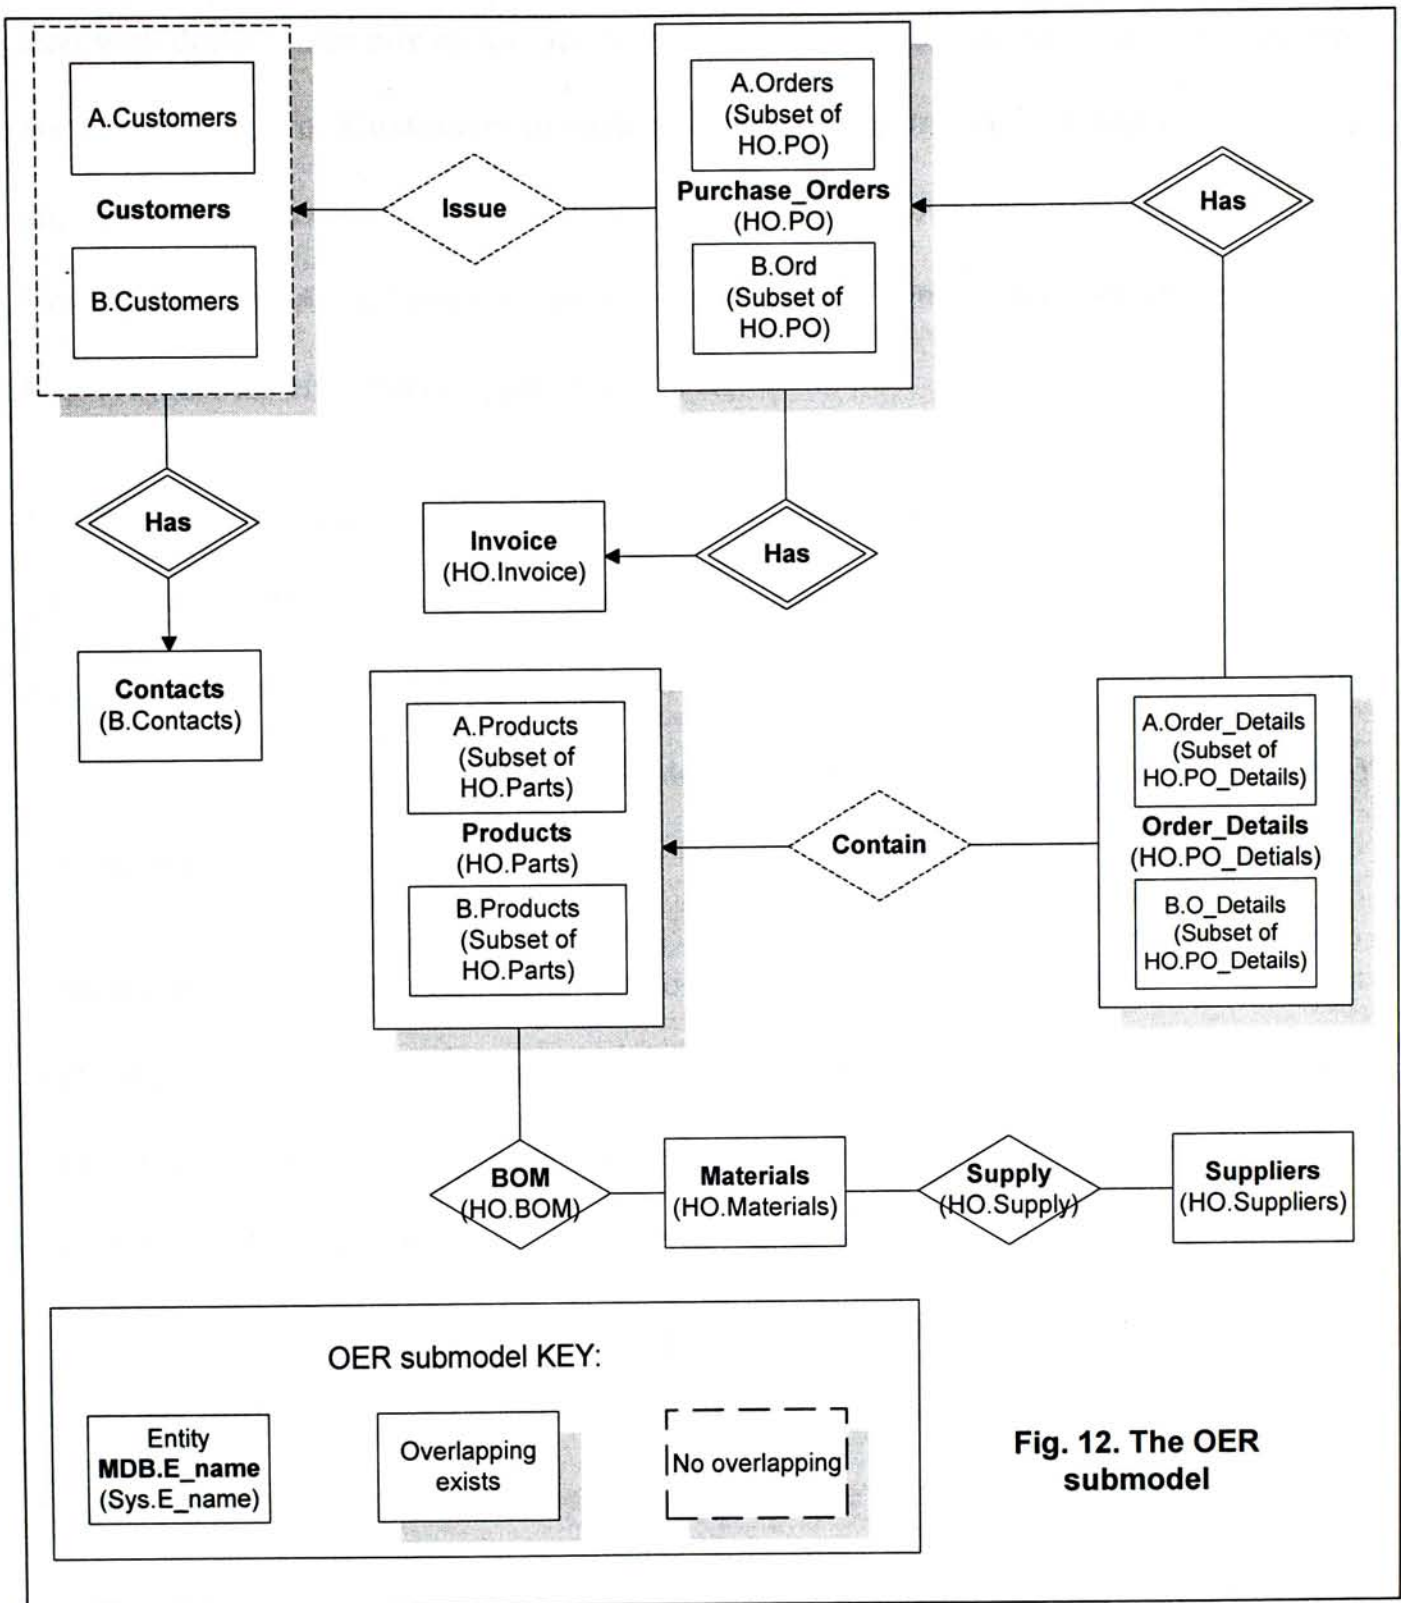 A.Customers
Customers
B.Customers
Issue
A.Orders
(Subset of
HO.PO)
Purchase_Orders
(HO.PO)
B.Ord
(Subset of
HO.PO)
Has
Has
Invoice
(HO.Invoice)
Has
Contacts
(B.Contacts)
A.Products
(Subset of
HO.Parts)
Products
(HO.Parts)
B.Products
(Subset of
HO.Parts)
Contain
A.Order_Details
(Subset of
HO.PO_Details)
Order_Details
(HO.PO_Detials)
B.O_Details
(Subset of
HO.PO_Details)
BOM
(HO.BOM)
Materials
(HO.Materials)
Supply
(HO.Supply)
Suppliers
(HO.Suppliers)
OER submodel KEY:
Entity
MDB.E_name
(Sys.E_name)
Overlapping
exists
No overlapping
Fig. 12. The OER
submodel